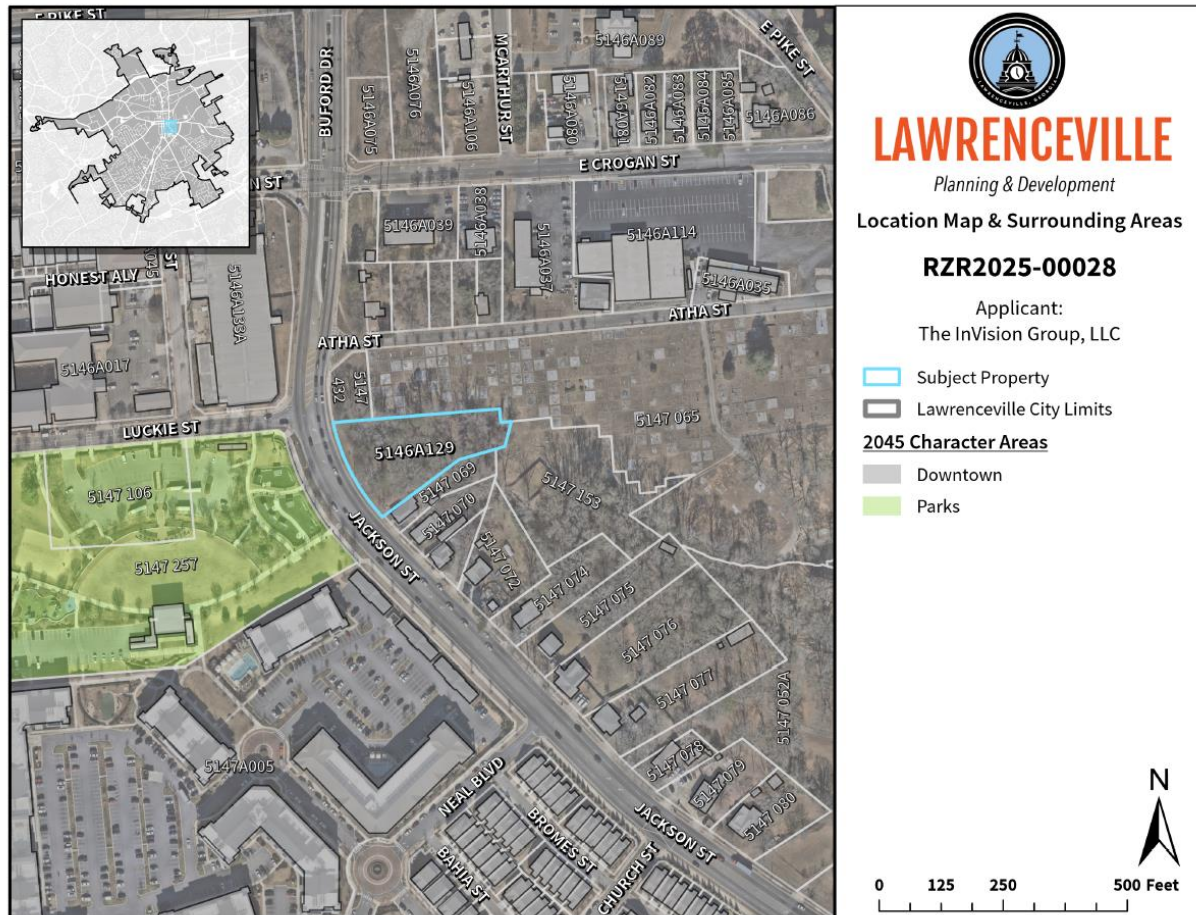 E PIKE ST
BUFORD DR
5146A076
MCARTHUR ST
5146A089
E PIKE ST
5146A075
5146A106
5146A080
5146A081
5146A082
5146A083
5146A084
5146A085
5146A086
E CROGAN ST
N ST
5146A039
5146A038
5146A037
5146A114
5146A035
HONEST ALY
ST
5146A133A
ATHA ST
ATHA ST
5146A017
5147
432
5147 065
LUCKIE ST
5146A129
5147 069
5147 070
5147 153
5147 106
JACKSON ST
5147 072
5147 257
5147 074
5147 075
5147 076
5147 077
5147 052A
5147 078
5147 079
5147 080
5147A005
NEAL BLVD
JACKSON ST
BROMES ST
BAHIA ST
CHURCH ST
LAWRENCEVILLE, GEORGIA
LAWRENCEVILLE
Planning & Development
Location Map & Surrounding Areas
RZR2025-00028
Applicant:
The InVision Group, LLC
Subject Property
Lawrenceville City Limits
2045 Character Areas
Downtown
Parks
N
0 125 250 500 Feet